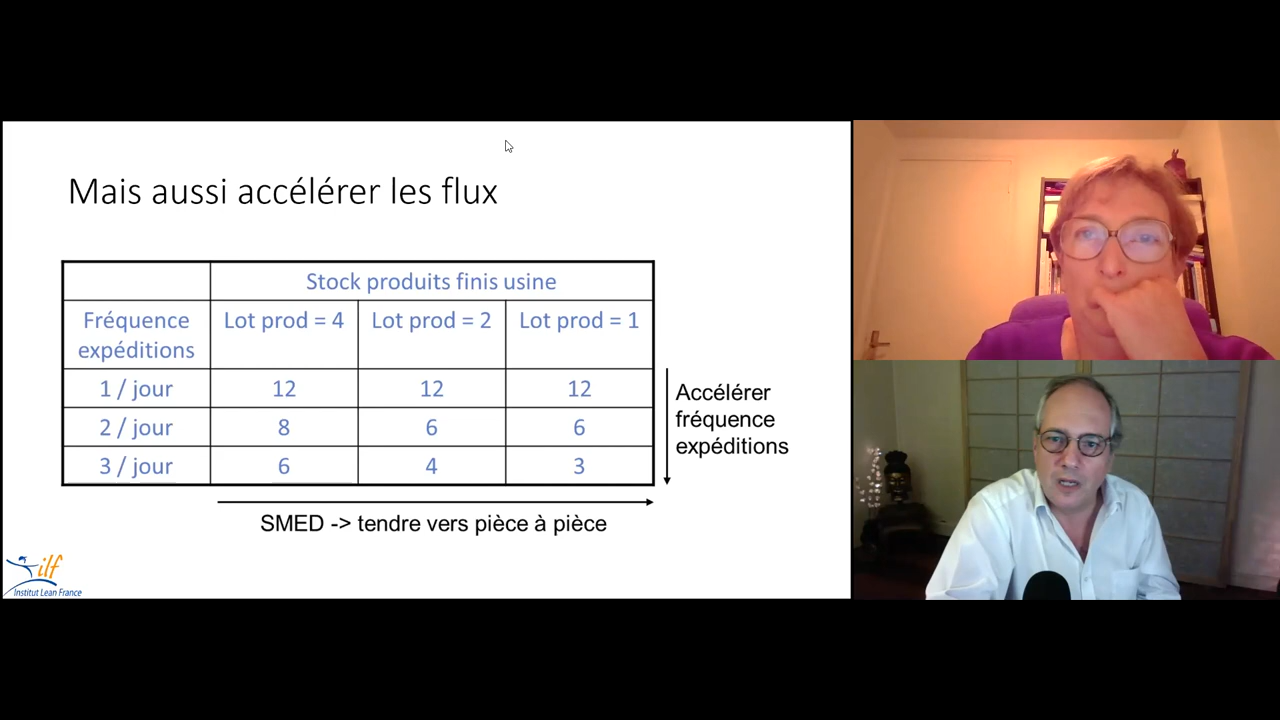 Mais aussi accélérer les flux
Stock produits finis usine
Fréquence expéditions
Lot prod = 4
Lot prod = 2
Lot prod = 1
1 / jour
12
12
12
2 / jour
8
6
6
3 / jour
6
4
3
Accélérer
fréquence
expéditions
SMED -> tendre vers pièce à pièce
ilf
Institut Lean France